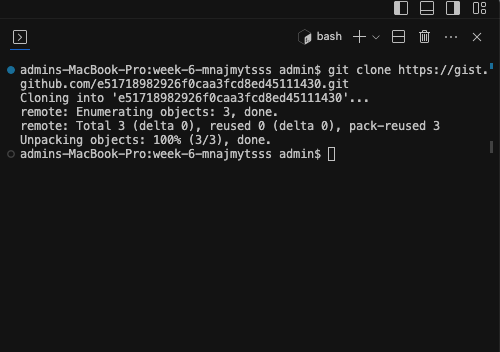 bash
admins-MacBook-Pro:week-6-mnajmytsss admin$ git clone https://gist.
github.com/e51718982926f0caa3fcd8ed45111430.git
Cloning into 'e51718982926f0caa3fcd8ed45111430'...
remote: Enumerating objects: 3, done.
remote: Total 3 (delta 0), reused 0 (delta 0), pack-reused 3
Unpacking objects: 100% (3/3), done.
admins-MacBook-Pro:week-6-mnajmytsss admin$